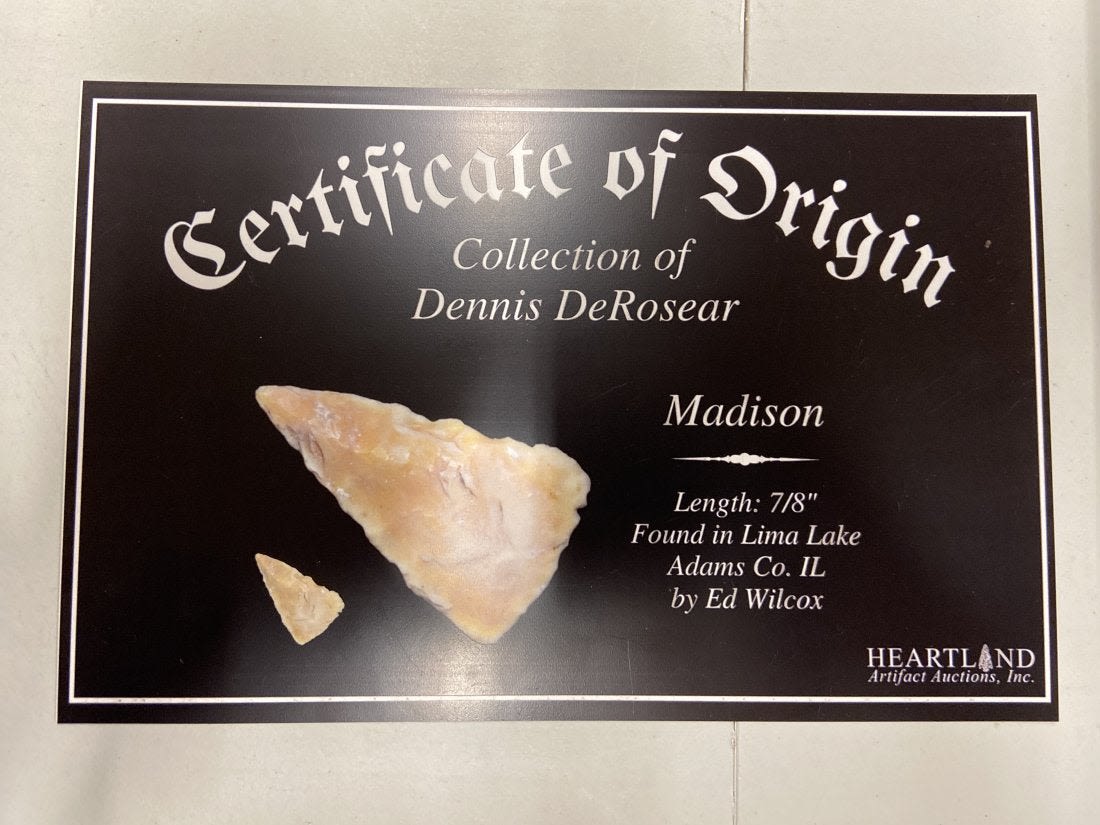 Certificate of Origin
Collection of
Dennis DeRosear
Madison
Length: 7/8"
Found in Lima Lake
Adams Co. IL
by Ed Wilcox
HEARTLAND
Artifact Auctions, Inc.